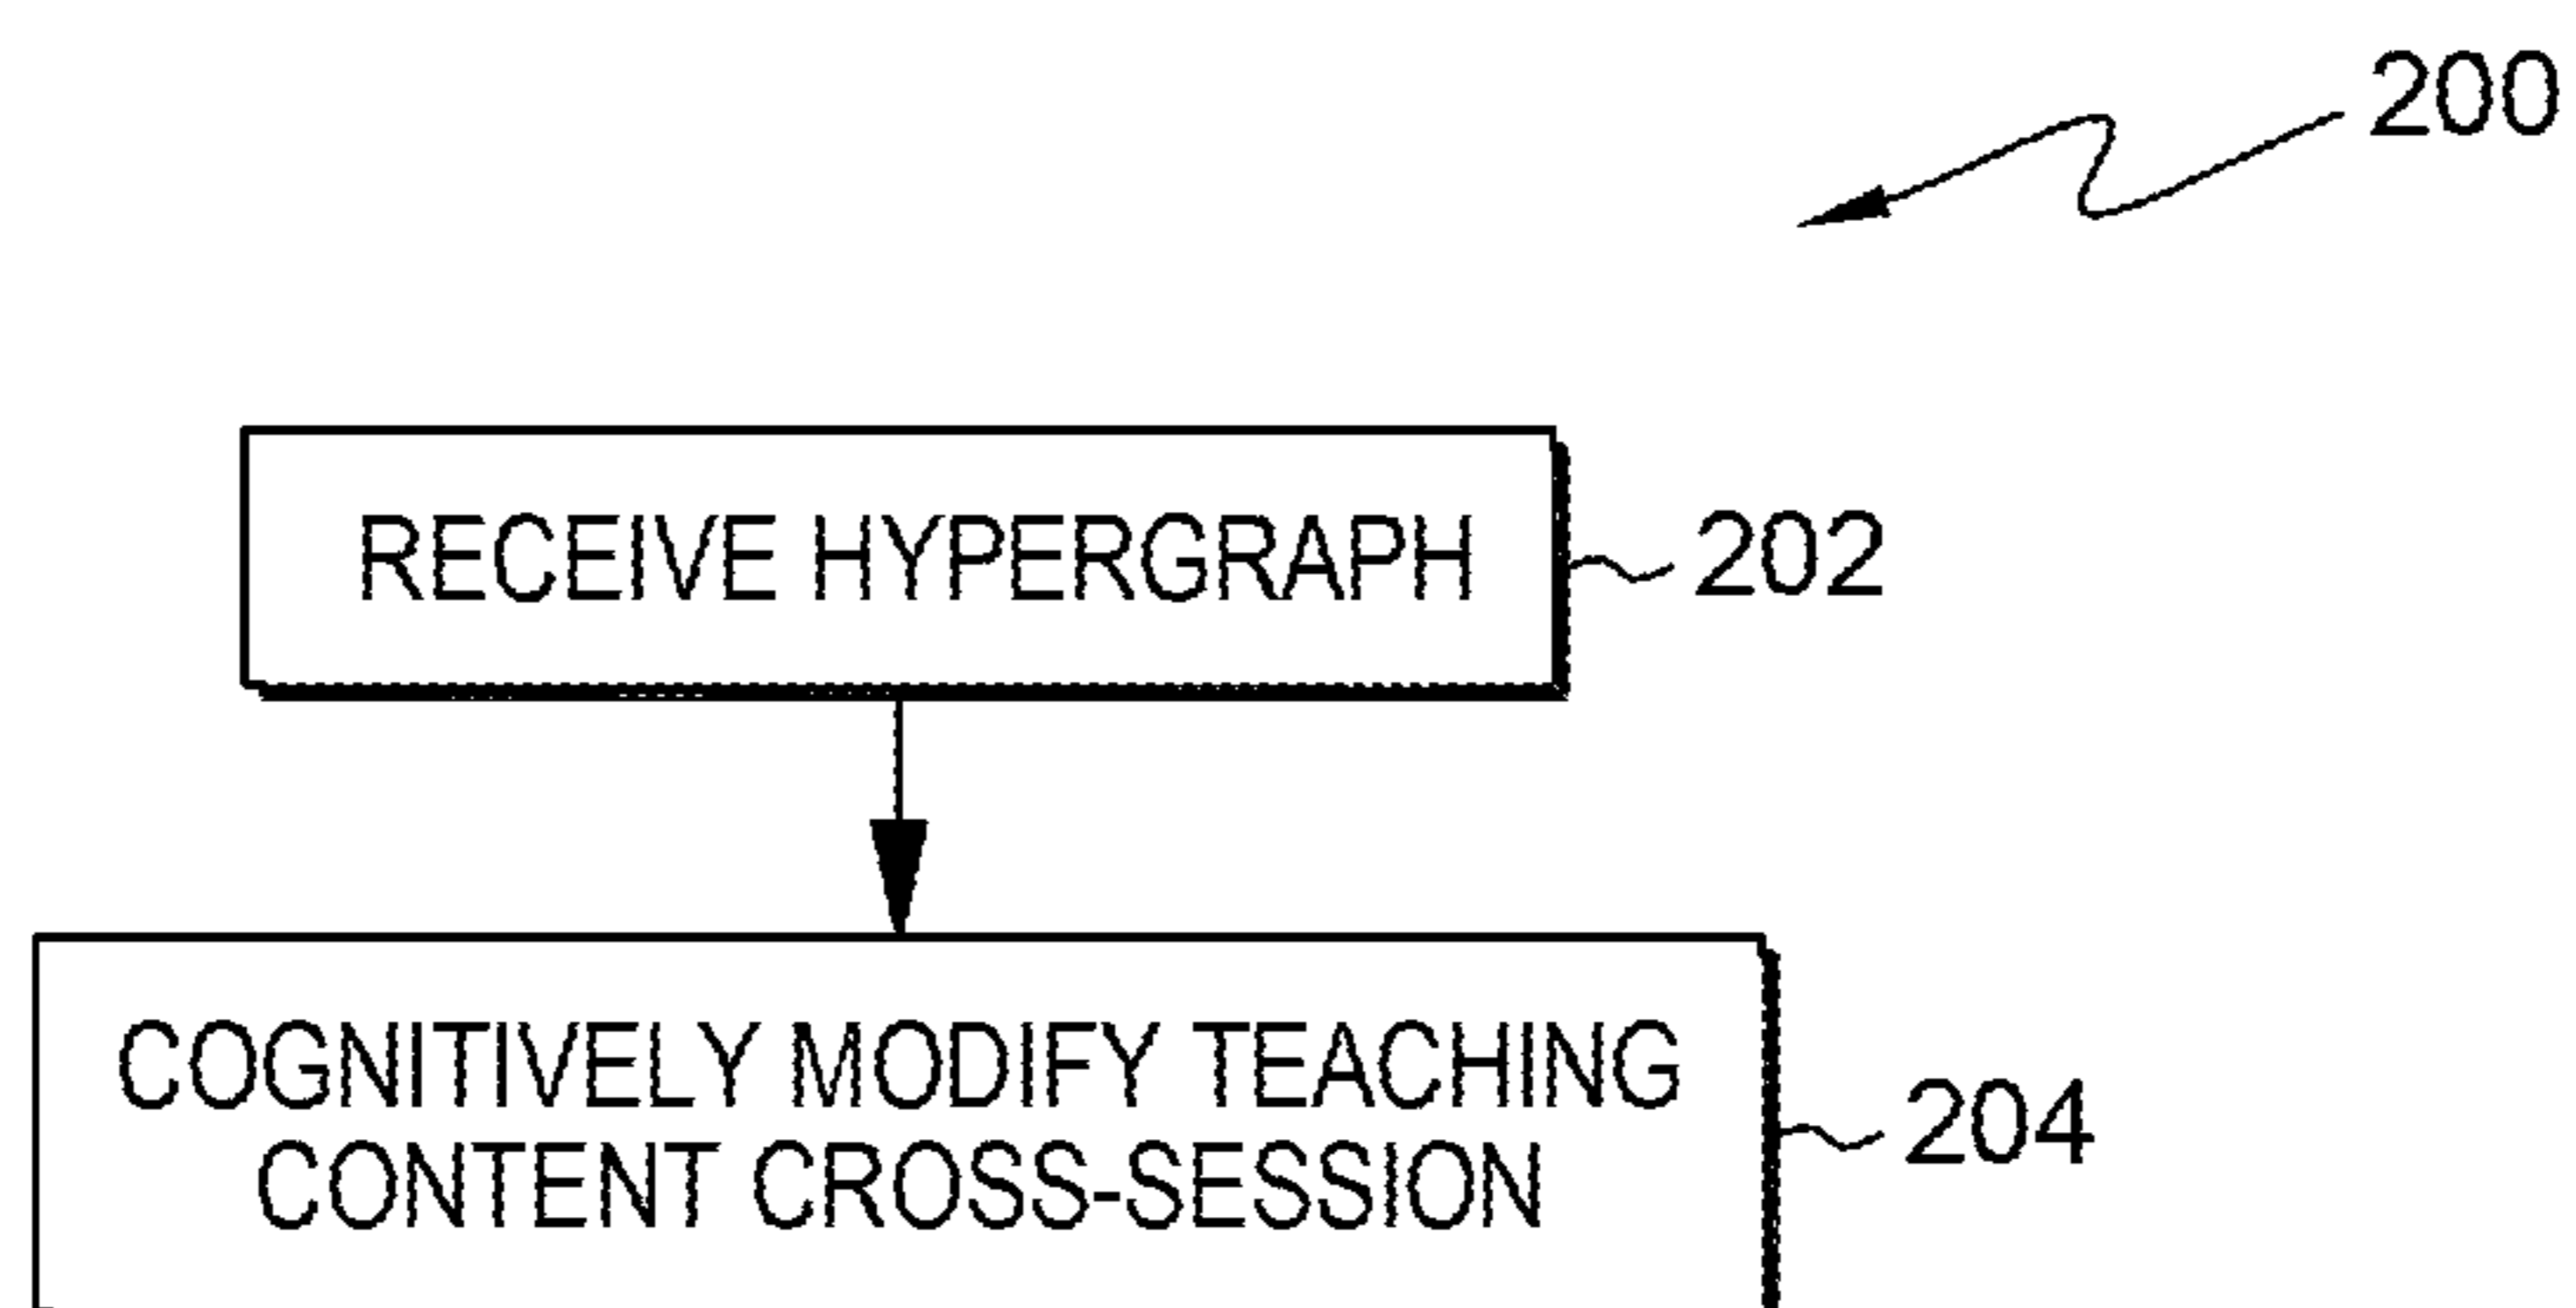 200
RECEIVE HYPERGRAPH
202
COGNITIVELY MODIFY TEACHING
CONTENT CROSS-SESSION
204